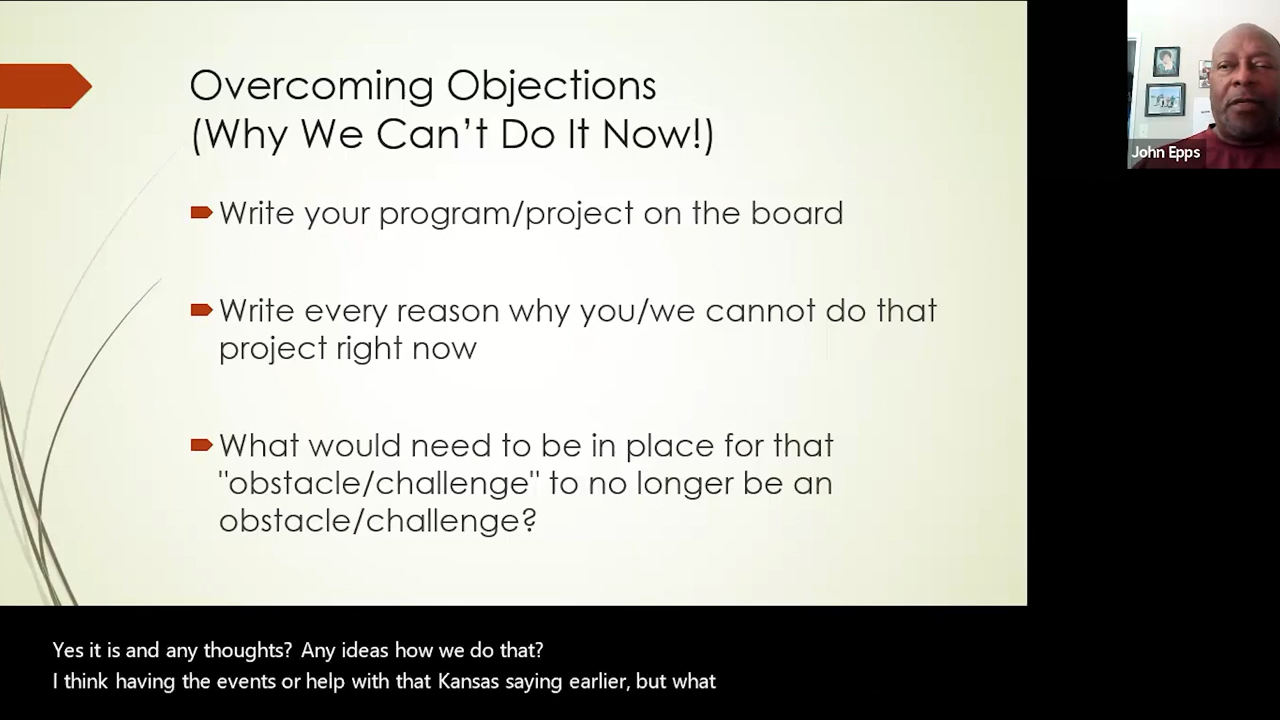 Overcoming Objections
(Why We Can't Do It Now!)
Write your program/project on the board
Write every reason why you/we cannot do that
project right now
What would need to be in place for that
"obstacle/challenge" to no longer be an
obstacle/challenge?
John Epps
Yes it is and any thoughts? Any ideas how we do that?
I think having the events or help with that Kansas saying earlier, but what